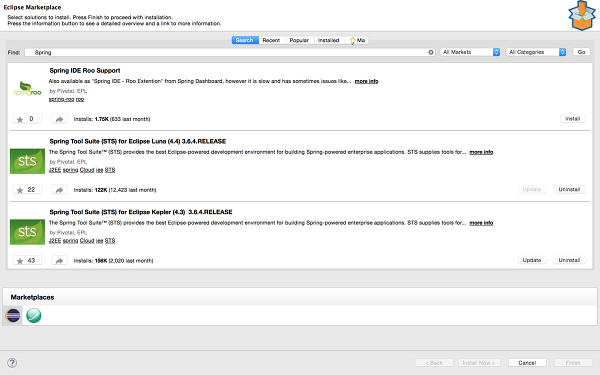 Eclipse Marketplace
Select solutions to install. Press Finish to proceed with installation.
Press the information button to see a detailed overview and a link to more information.
Search Recent Popular Installed Ma
Find: Spring All Markets All Categories Go
Spring IDE Roo Support
Also available as "Spring IDE - Roo Extention" from Spring Dashboard, however it is slow and has sometimes issues like... more info
by Pivotal, EPL
spring-roo roo
springroo
0 Installs: 1.75K (633 last month) Install
Spring Tool Suite (STS) for Eclipse Luna (4.4) 3.6.4.RELEASE
The Spring Tool Suite™ (STS) provides the best Eclipse-powered development environment for building Spring-powered enterprise applications. STS supplies tools for... more info
sts
by Pivotal, EPL
J2EE spring Cloud jee STS
22 Installs: 122K (12,423 last month) Update Uninstall
Spring Tool Suite (STS) for Eclipse Kepler (4.3) 3.6.4.RELEASE
The Spring Tool Suite™ (STS) provides the best Eclipse-powered development environment for building Spring-powered enterprise applications. STS supplies tools for... more info
sts
by Pivotal, EPL
J2EE spring Cloud jee STS
43 Installs: 156K (2,020 last month) Update Uninstall
Marketplaces
? < Back Install Now > Cancel Finish